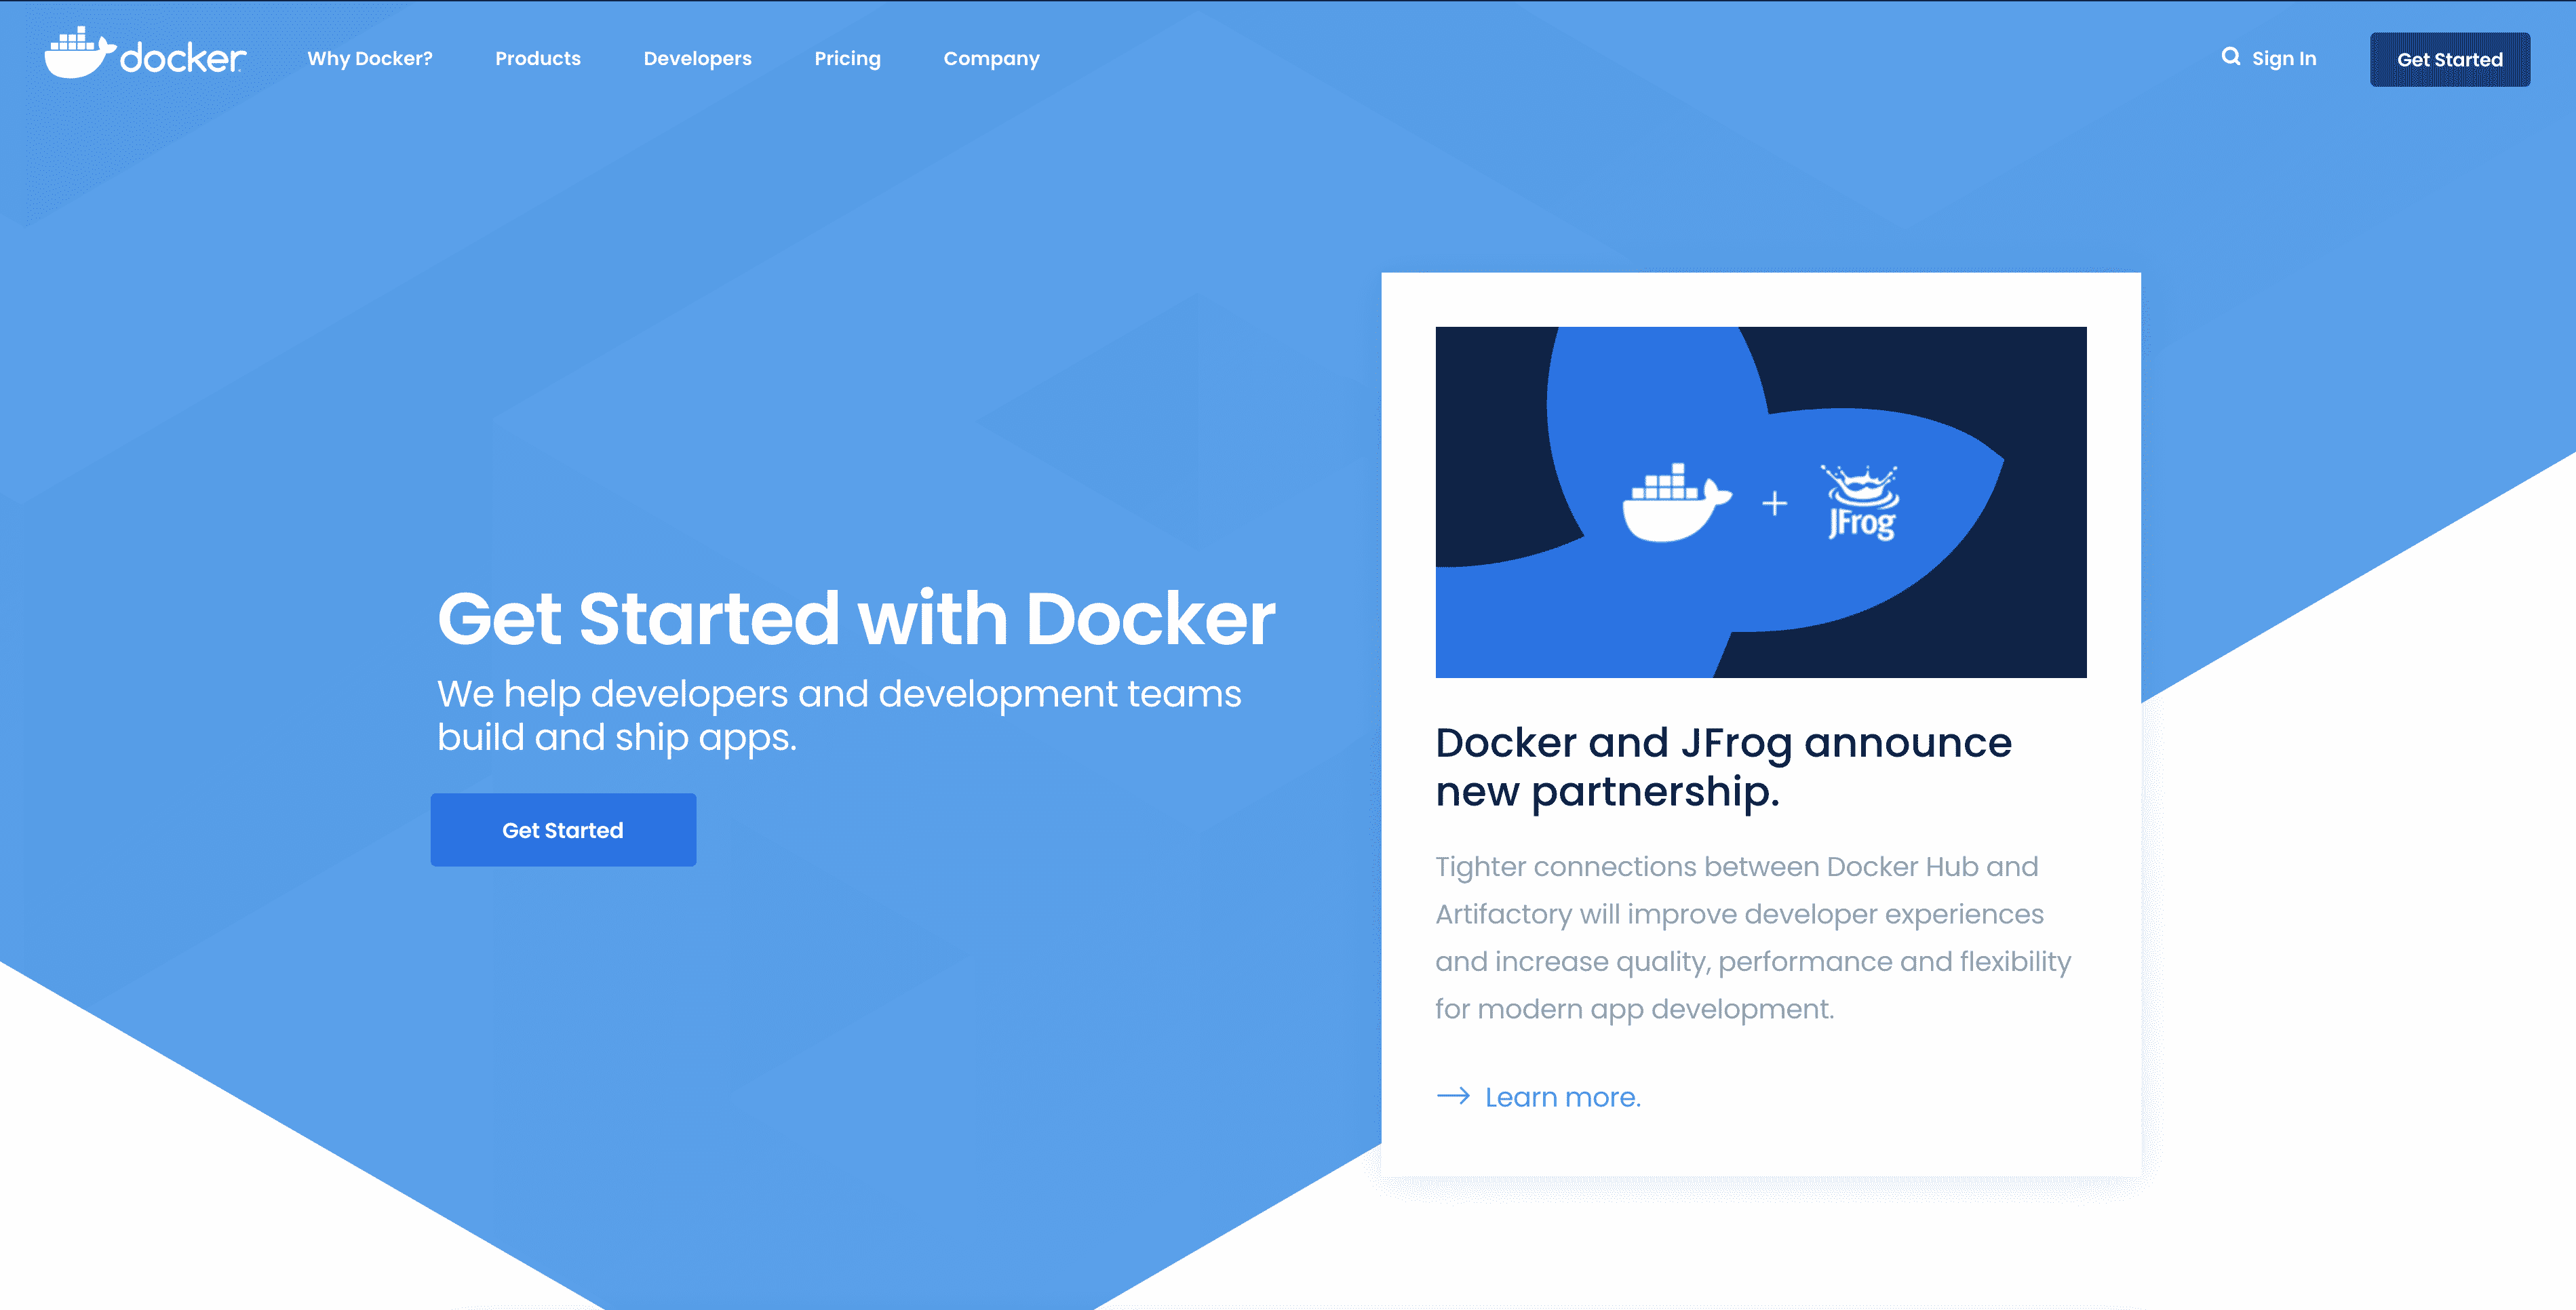 docker
Why Docker?
Products
Developers
Pricing
Company
Sign In
Get Started
Get Started with Docker
We help developers and development teams
build and ship apps.
Get Started
+
JFrog
Docker and JFrog announce
new partnership.
Tighter connections between Docker Hub and
Artifactory will improve developer experiences
and increase quality, performance and flexibility
for modern app development.
→ Learn more.